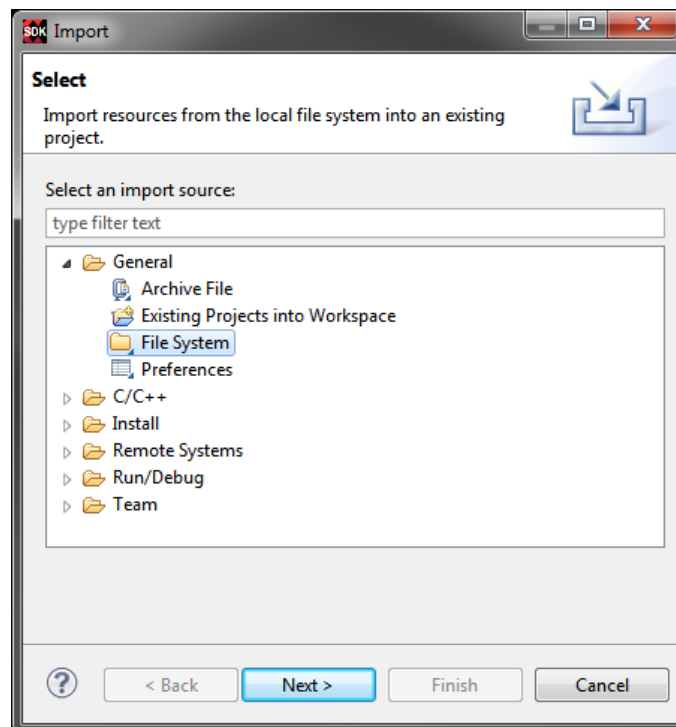 SDK Import
Select
Import resources from the local file system into an existing
project.
Select an import source:
type filter text
General
Archive File
Existing Projects into Workspace
File System
Preferences
C/C++
Install
Remote Systems
Run/Debug
Team
? < Back Next > Finish Cancel